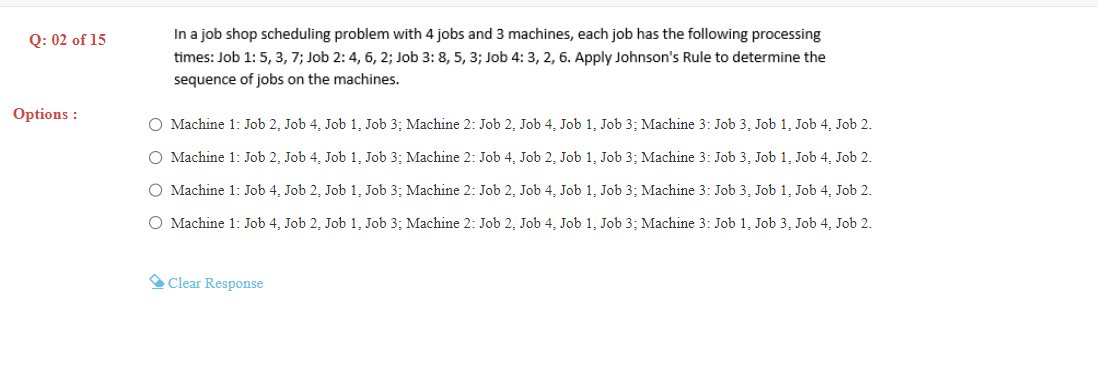 Q: 02 of 15
In a job shop scheduling problem with 4 jobs and 3 machines, each job has the following processing
times: Job 1: 5, 3, 7; Job 2: 4, 6, 2; Job 3: 8, 5, 3; Job 4: 3, 2, 6. Apply Johnson's Rule to determine the
sequence of jobs on the machines.
Options :
Machine 1: Job 2, Job 4, Job 1, Job 3; Machine 2: Job 2, Job 4, Job 1, Job 3; Machine 3: Job 3, Job 1, Job 4, Job 2.
Machine 1: Job 2, Job 4, Job 1, Job 3; Machine 2: Job 4, Job 2, Job 1, Job 3; Machine 3: Job 3, Job 1, Job 4, Job 2.
Machine 1: Job 4, Job 2, Job 1, Job 3; Machine 2: Job 2, Job 4, Job 1, Job 3; Machine 3: Job 3, Job 1, Job 4, Job 2.
Machine 1: Job 4, Job 2, Job 1, Job 3; Machine 2: Job 2, Job 4, Job 1, Job 3; Machine 3: Job 1, Job 3, Job 4, Job 2.
Clear Response